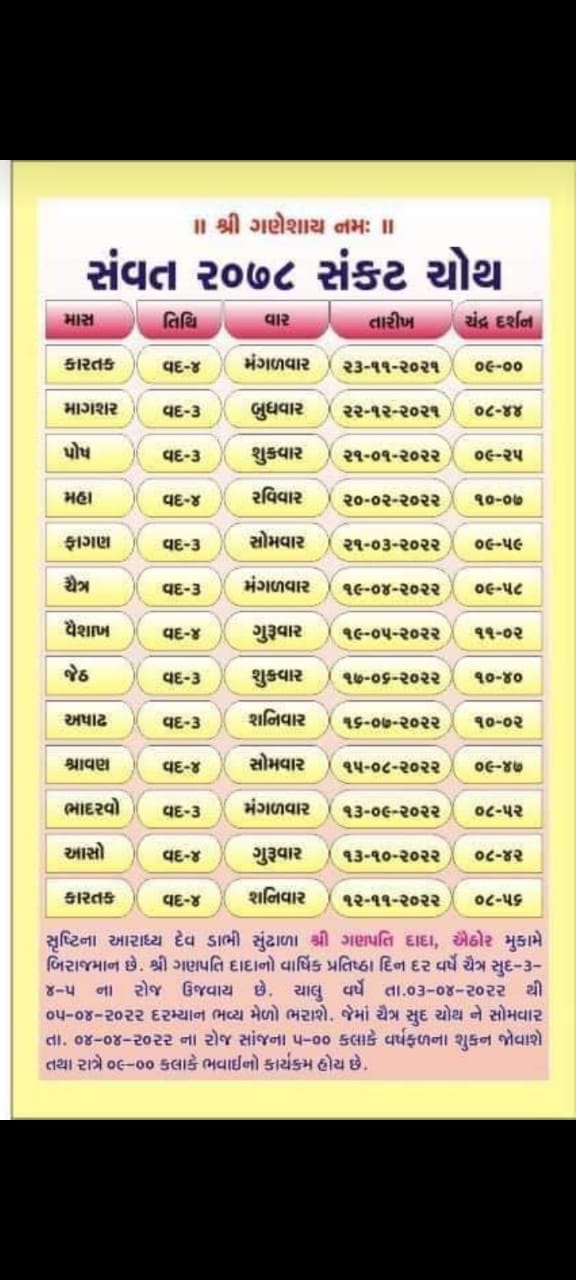 ॥ શ્રી ગણેશાય નમઃ ॥
સંવત ૨૦૭૮ સંકટ ચોથ
માસ તિથિ વાર તારીખ ચંદ્ર દર્શન
કારતક વદ-૪ મંગળવાર ૨૩-૧૧-૨૦૨૧ ૦૯-૦૦
માગશર વદ-૩ બુધવાર ૨૨-૧૨-૨૦૨૧ ૦૮-૪૪
પોષ વદ-૩ શુક્રવાર ૨૧-૦૧-૨૦૨૨ ૦૯-૨૫
મહા વદ-૪ રવિવાર ૨૦-૦૨-૨૦૨૨ ૧૦-૦૭
ફાગણ વદ-૩ સોમવાર ૨૧-૦૩-૨૦૨૨ ૦૯-૫૯
ચૈત્ર વદ-૩ મંગળવાર ૧૯-૦૪-૨૦૨૨ ૦૯-૫૮
વૈશાખ વદ-૪ ગુરૂવાર ૧૯-૦૫-૨૦૨૨ ૧૧-૦૨
જેઠ વદ-૩ શુક્રવાર ૧૭-૦૬-૨૦૨૨ ૧૦-૪૦
અષાઢ વદ-૩ શનિવાર ૧૬-૦૭-૨૦૨૨ ૧૦-૦૨
શ્રાવણ વદ-૪ સોમવાર ૧૫-૦૮-૨૦૨૨ ૦૯-૪૭
ભાદરવો વદ-૩ મંગળવાર ૧૩-૦૯-૨૦૨૨ ૦૮-૫૨
આસો વદ-૪ ગુરૂવાર ૧૩-૧૦-૨૦૨૨ ૦૮-૪૨
કારતક વદ-૪ શનિવાર ૧૨-૧૧-૨૦૨૨ ૦૮-૫૬
સૃષ્ટિના આરાધ્ય દેવ ડાભી સુંઢાળા શ્રી ગણપતિ દાદા, ઐઠોર મુકામે
બિરાજમાન છે. શ્રી ગણપતિ દાદાનો વાર્ષિક પ્રતિષ્ઠા દિન દર વર્ષે ચૈત્ર સુદ-૩-
૪-૫ ના રોજ ઉજવાય છે. ચાલુ વર્ષે તા.૦૩-૦૪-૨૦૨૨ થી
૦૫-૦૪-૨૦૨૨ દરમ્યાન ભવ્ય મેળો ભરાશે. જેમાં ચૈત્ર સુદ ચોથ ને સોમવાર
તા. ૦૪-૦૪-૨૦૨૨ ના રોજ સાંજના ૫-૦૦ કલાકે વર્ષફળના શુકન જોવાશે
તથા રાત્રે ૦૯-૦૦ કલાકે ભવાઈનો કાર્યક્રમ હોય છે.